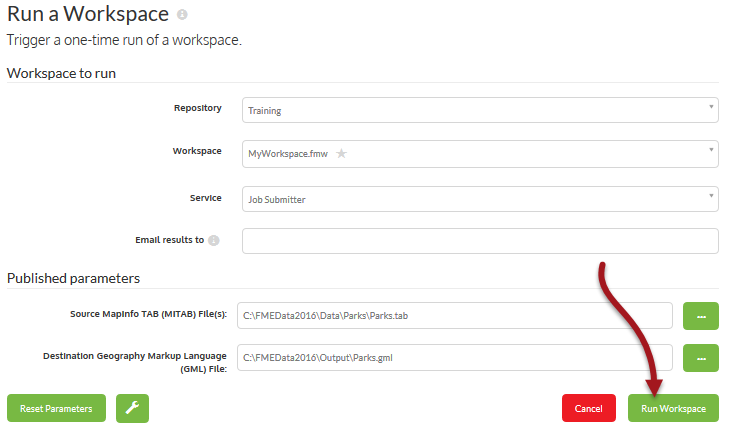 Run a Workspace
Trigger a one-time run of a workspace.
Workspace to run
Repository
Training
Workspace
MyWorkspace.fmw
Service
Job Submitter
Email results to
Published parameters
Source MapInfo TAB (MITAB) File(s):
C:\FMEData2016\Data\Parks\Parks.tab
...
Destination Geography Markup Language
(GML) File:
C:\FMEData2016\Output\Parks.gml
...
Reset Parameters
Cancel
Run Workspace